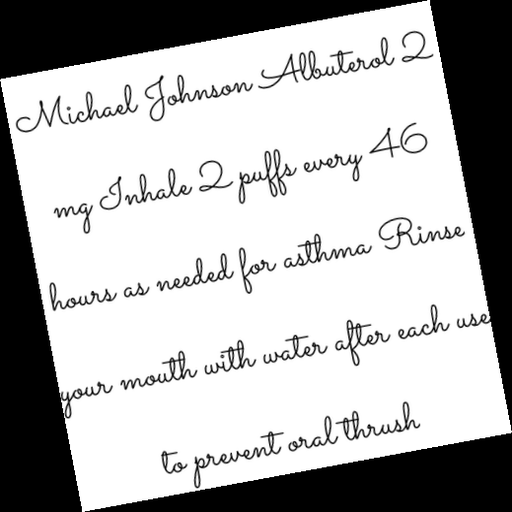 Michael Johnson Albuterol 2
mg Inhale 2 puffs every 46
hours as needed for asthma Rinse
your mouth with water after each use
to prevent oral thrush